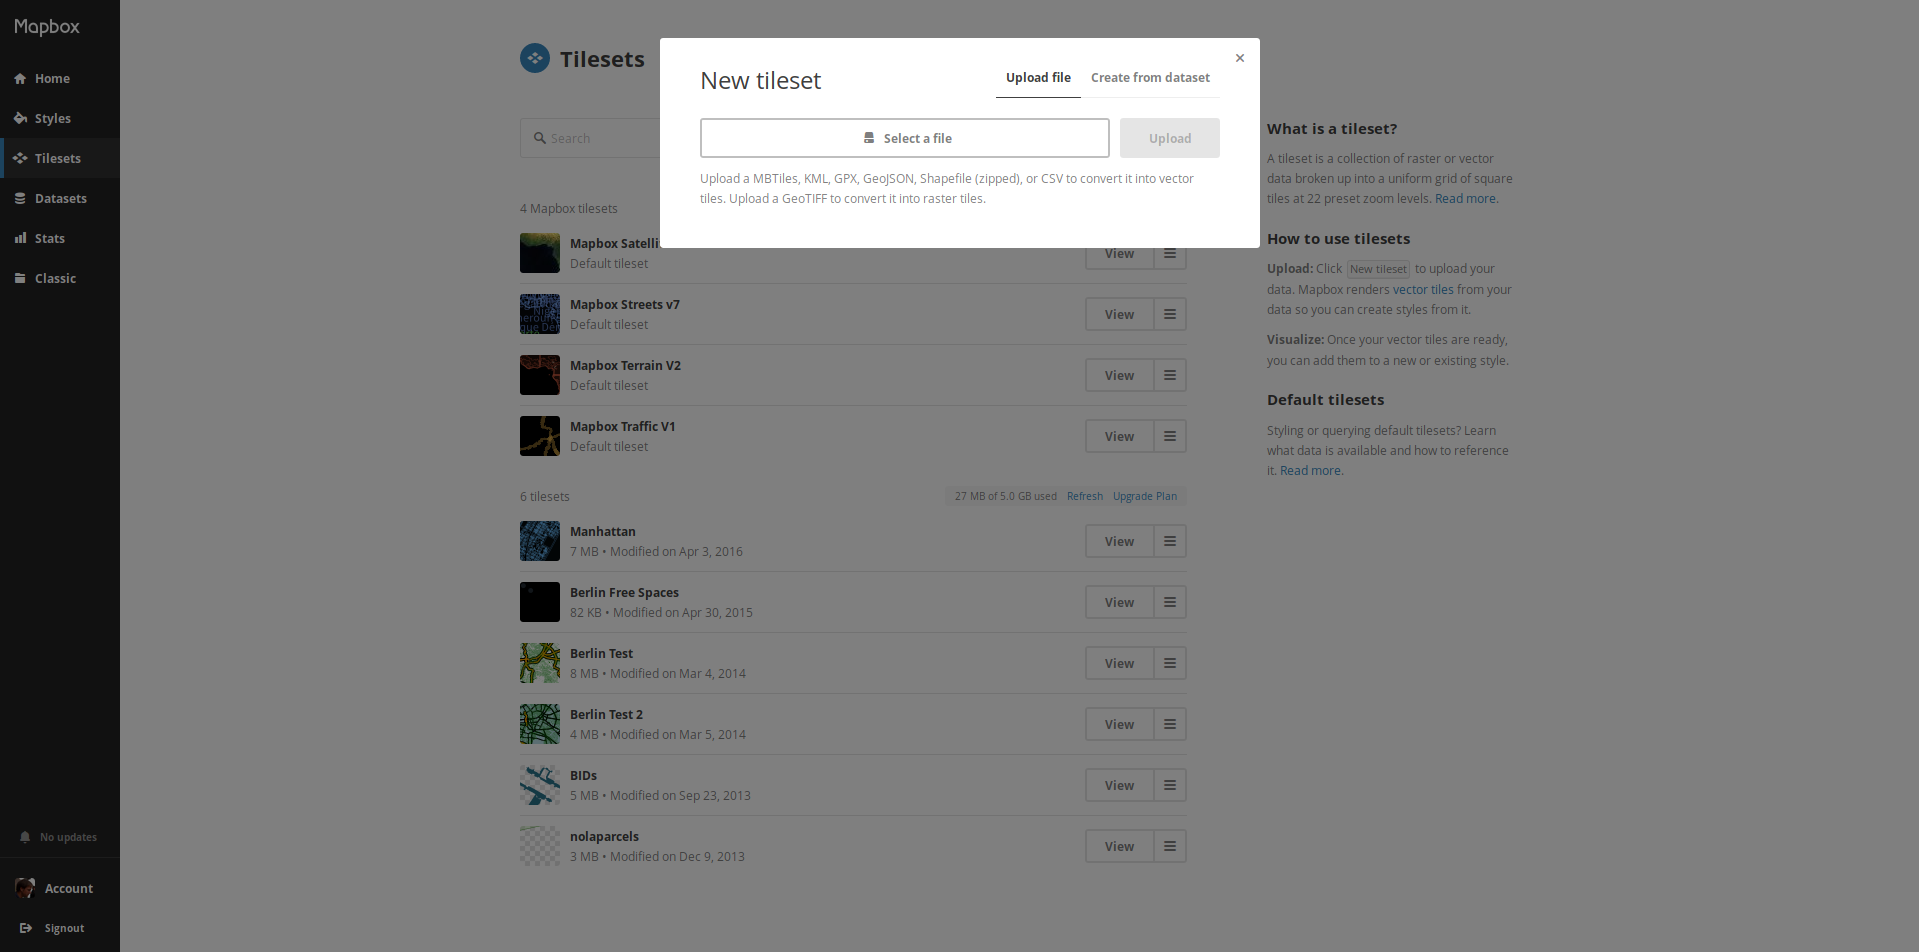 Mapbox
Home
Styles
Tilesets
Datasets
Stats
Classic
No updates
Account
Signout
Tilesets
Search
New tileset
Upload file
Create from dataset
Select a file
Upload
Upload a MBTiles, KML, GPX, GeoJSON, Shapefile (zipped), or CSV to convert it into vector
tiles. Upload a GeoTIFF to convert it into raster tiles.
4 Mapbox tilesets
Mapbox Satelli
Default tileset
View
Mapbox Streets v7
Default tileset
View
Mapbox Terrain V2
Default tileset
View
Mapbox Traffic V1
Default tileset
View
6 tilesets
27 MB of 5.0 GB used Refresh Upgrade Plan
Manhattan
7 MB • Modified on Apr 3, 2016
View
Berlin Free Spaces
82 KB • Modified on Apr 30, 2015
View
Berlin Test
8 MB • Modified on Mar 4, 2014
View
Berlin Test 2
4 MB • Modified on Mar 5, 2014
View
BIDs
5 MB • Modified on Sep 23, 2013
View
nolaparcels
3 MB • Modified on Dec 9, 2013
View
What is a tileset?
A tileset is a collection of raster or vector
data broken up into a uniform grid of square
tiles at 22 preset zoom levels. Read more.
How to use tilesets
Upload: Click New tileset to upload your
data. Mapbox renders vector tiles from your
data so you can create styles from it.
Visualize: Once your vector tiles are ready,
you can add them to a new or existing style.
Default tilesets
Styling or querying default tilesets? Learn
what data is available and how to reference
it. Read more.